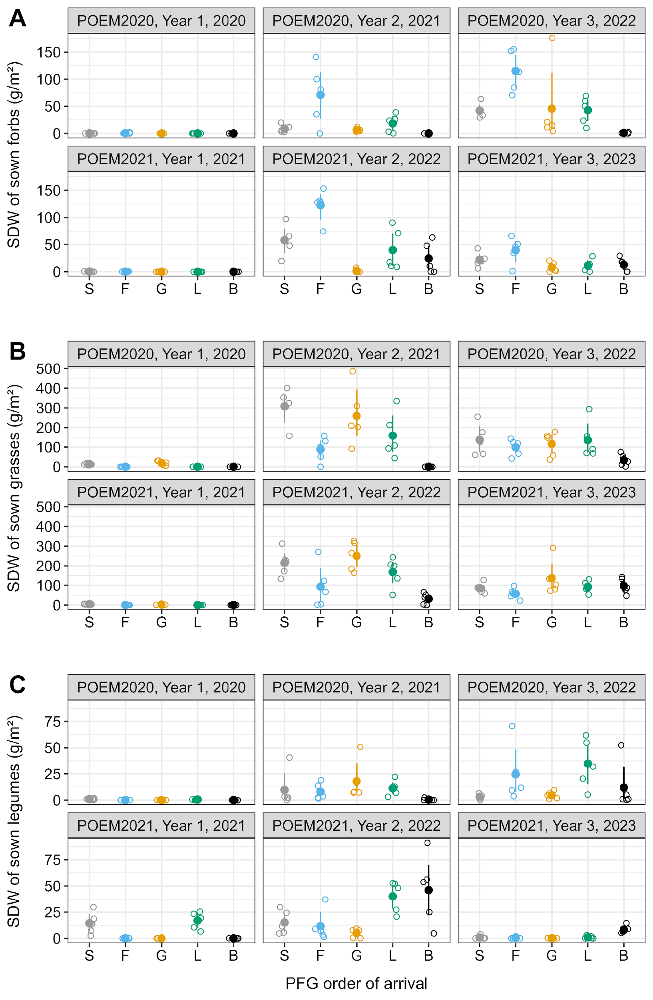 A
POEM2020, Year 1, 2020
POEM2020, Year 2, 2021
POEM2020, Year 3, 2022
150
100
50
0
POEM2021, Year 1, 2021
POEM2021, Year 2, 2022
POEM2021, Year 3, 2023
150
100
50
0
SDW of sown forbs (g/m²)
S F G L B
S F G L B
S F G L B
B
POEM2020, Year 1, 2020
POEM2020, Year 2, 2021
POEM2020, Year 3, 2022
500
400
300
200
100
0
POEM2021, Year 1, 2021
POEM2021, Year 2, 2022
POEM2021, Year 3, 2023
500
400
300
200
100
0
SDW of sown grasses (g/m²)
S F G L B
S F G L B
S F G L B
C
POEM2020, Year 1, 2020
POEM2020, Year 2, 2021
POEM2020, Year 3, 2022
75
50
25
0
POEM2021, Year 1, 2021
POEM2021, Year 2, 2022
POEM2021, Year 3, 2023
75
50
25
0
SDW of sown legumes (g/m²)
S F G L B
S F G L B
S F G L B
PFG order of arrival